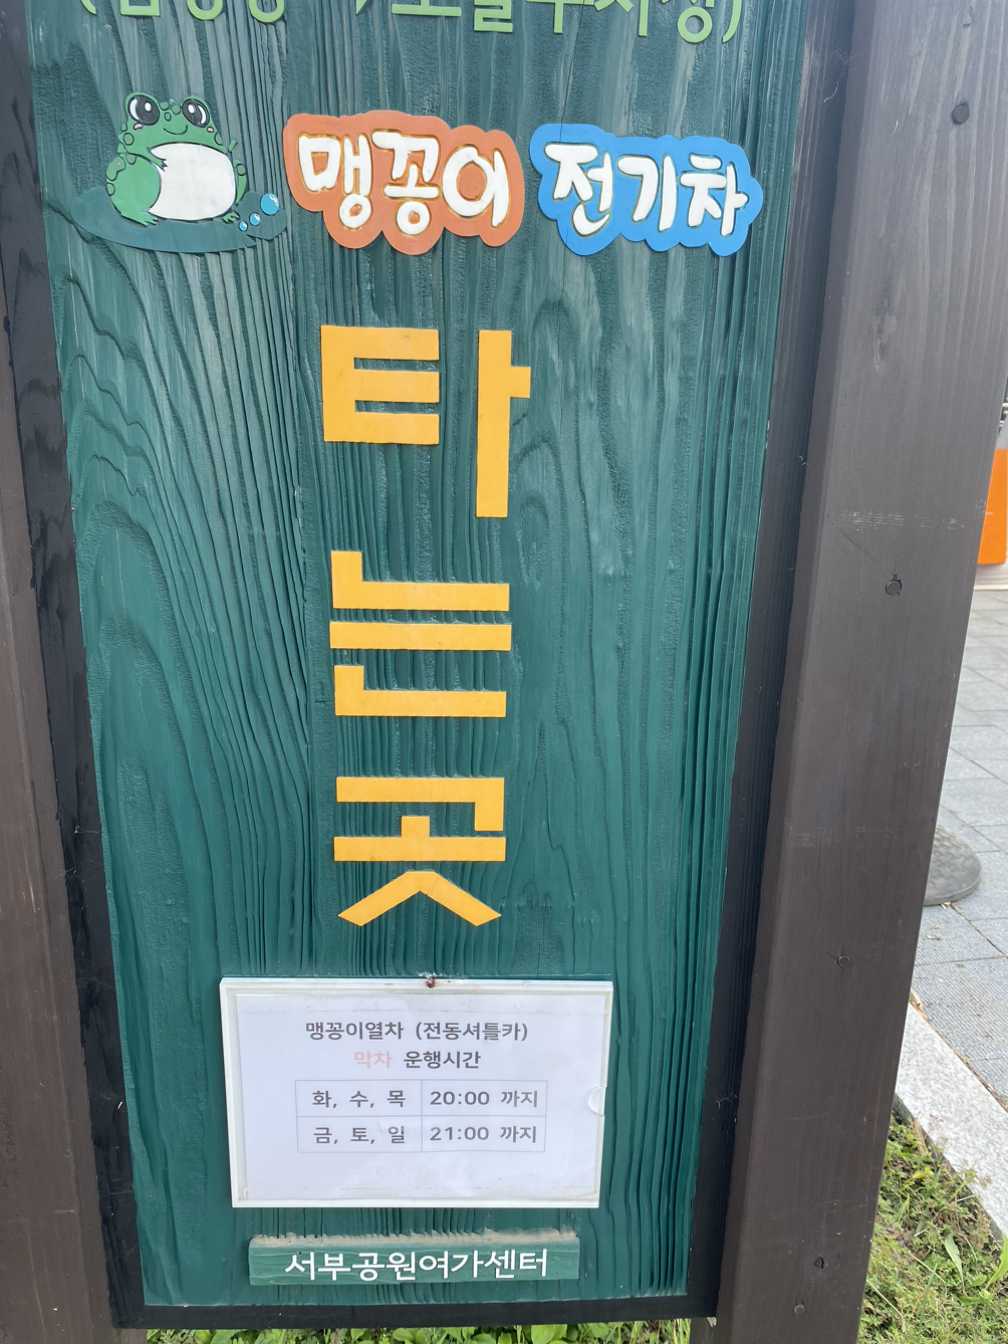 맹꽁이 전기차
타
는
곳
맹꽁이열차 (전동셔틀카)
막차 운행시간
화, 수, 목 20:00 까지
금, 토, 일 21:00 까지
서부공원여가센터